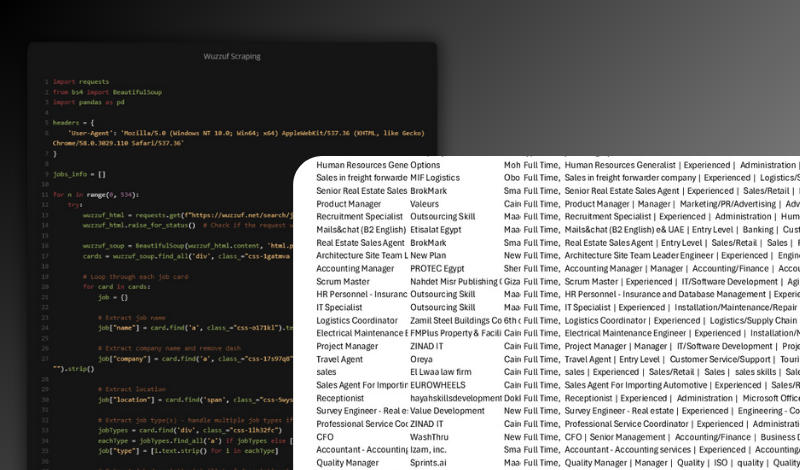 Wuzzuf Scraping
1 import requests
2 from bs4 import BeautifulSoup
3 import pandas as pd
4
5 headers = {
6 'User-Agent': 'Mozilla/5.0 (Windows NT 10.0; Win64; x64) AppleWebKit/537.36 (KHTML, like Gecko)
Chrome/58.0.3029.110 Safari/537.36'
7 }
8
9 jobs_info = []
10
11 for n in range(0, 534):
12 try:
13 wuzzuf_html = requests.get(f"https://wuzzuf.net/search/j
14 wuzzuf_html.raise_for_status() # Check if the request w
15
16 wuzzuf_soup = BeautifulSoup(wuzzuf_html.content, 'html.p
17 cards = wuzzuf_soup.find_all('div', class_="css-1gatmva
18
19 # Loop through each job card
20 for card in cards:
21 job = {}
22
23 # Extract job name
24 job["name"] = card.find('a', class_="css-o171kl").te
25
26 # Extract company name and remove dash
27 job["company"] = card.find('a', class_="css-17s97q8"
"").strip()
28
29 # Extract location
30 job["location"] = card.find('span', class_="css-5wys
31
32 # Extract job type(s) - handle multiple job types if
33 jobTypes = card.find('div', class_="css-1lh32fc")
34 eachType = jobTypes.find_all('a') if jobTypes else [
35 job["type"] = [i.text.strip() for i in eachType]
36
Human Resources Gene Options Moh Full Time, Human Resources Generalist | Experienced | Administration |
Sales in freight forwarde MIF Logistics Obo Full Time, Sales in freight forwarder company | Experienced |
Senior Real Estate Sales BrokMark Sma Full Time, Senior Real Estate Sales Agent | Experienced | Sales/Retail |
Product Manager Valeurs Cair Full Time, Product Manager | Manager | Marketing/PR/Advertising |
Recruitment Specialist Outsourcing Skill Maa Full Time, Recruitment Specialist | Experienced | Administration | Hum
Mails&chat (B2 English) Etisalat Egypt Maa Full Time, Mails&chat (B2 English) e& UAE | Entry Level | Banking | Cust
Real Estate Sales Agent BrokMark Sma Full Time, Real Estate Sales Agent | Entry Level | Sales/Retail | Sales |
Architecture Site Team L New Plan New Full Time, Architecture Site Team Leader Engineer | Experienced | Engin
Accounting Manager PROTEC Egypt Sher Full Time, Accounting Manager | Manager | Accounting/Finance | Acco
Scrum Master Nahdet Misr Publishing G Giza Full Time, Scrum Master | Experienced | IT/Software Development | Agi
HR Personnel - Insuranc Outsourcing Skill Maa Full Time, HR Personnel - Insurance and Database Management | Experie
IT Specialist Outsourcing Skill Maa Full Time, IT Specialist | Experienced | Installation/Maintenance/Repair
Logistics Coordinator Zamil Steel Buildings Co 6th Full Time, Logistics Coordinator | Experienced | Logistics/Supply Chain
Electrical Maintenance E FMPlus Property & Facili Cair Full Time, Electrical Maintenance Engineer | Experienced | Installation/M
Project Manager ZINAD IT Cair Full Time, Project Manager | Manager | IT/Software Development | Proje
Travel Agent Oreya Cair Full Time, Travel Agent | Entry Level | Customer Service/Support | Touri
sales El Lwaa law firm Cair Full Time, sales | Experienced | Sales/Retail | Sales | sales skills | Sale
Sales Agent For Importir EUROWHEELS Cair Full Time, Sales Agent For Importing Automotive | Experienced | Sales/R
Receptionist hayahskillsdevelopment Dokl Full Time, Receptionist | Experienced | Administration | Microsoft Office
Survey Engineer - Real e Value Development New Full Time, Survey Engineer - Real estate | Experienced | Engineering - Co
Professional Service Coc ZINAD IT Cair Full Time, Professional Service Coordinator | Experienced |
CFO WashThru New Full Time, CFO | Senior Management | Accounting/Finance | Busine
Accountant - Accounting Izam, inc. Smal Full Time, Accountant - Accounting services | Experienced | Accounting
Quality Manager Sprints.ai Maa Full Time, Quality Manager | Manager | Quality | ISO | quality | Quality